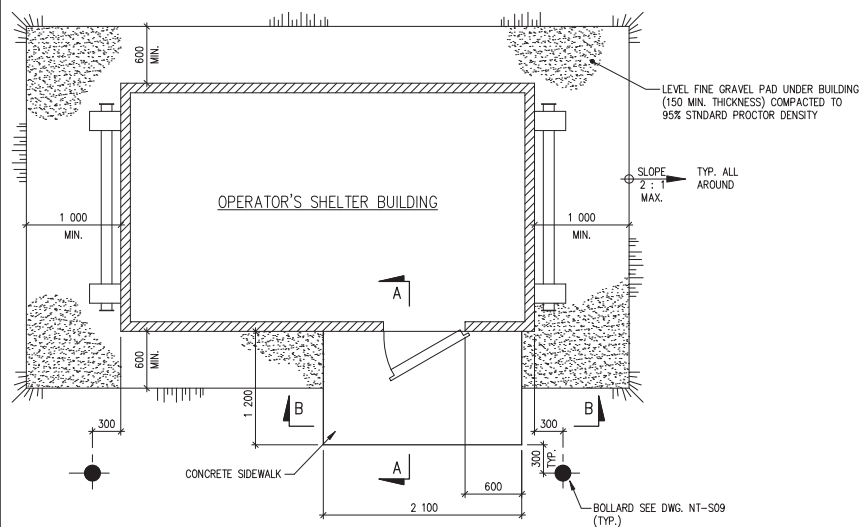 600
MIN.
LEVEL FINE GRAVEL PAD UNDER BUILDING
(150 MIN. THICKNESS) COMPACTED TO
95% STNDARD PROCTOR DENSITY
SLOPE
2 : 1
MAX.
TYP. ALL
AROUND
OPERATOR'S SHELTER BUILDING
1 000
MIN.
1 000
MIN.
A
600
MIN.
1 200
B
B
300
300
CONCRETE SIDEWALK
A
300
TYP.
600
2 100
BOLLARD SEE DWG. NT-S09
(TYP.)